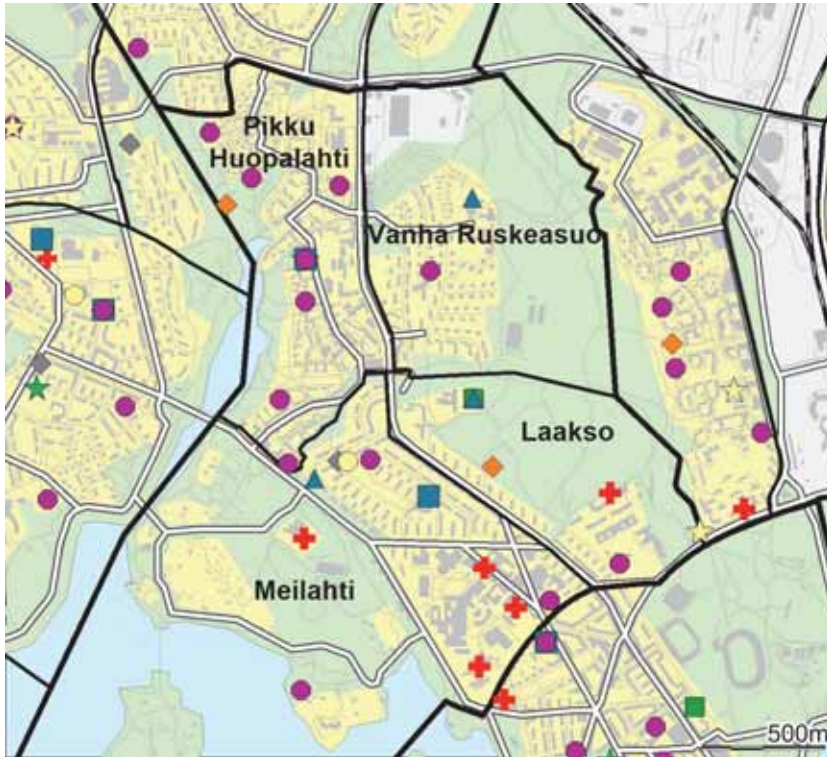 Pikku
Huopalahti
Vanha Ruskeasuo
Laakso
Meilahti
500m